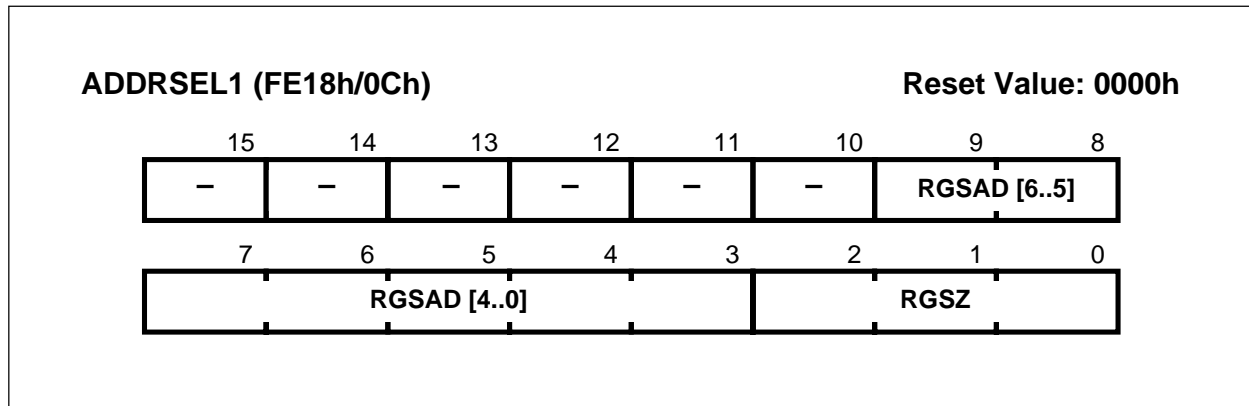 ADDRSEL1 (FE18h/0Ch) Reset Value: 0000h
15 14 13 12 11 10 9 8
– – – – – – RGSAD [6..5]
7 6 5 4 3 2 1 0
RGSAD [4..0] RGSZ